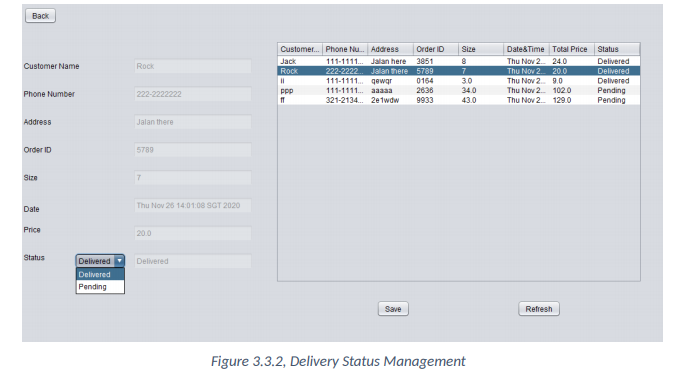 Back
Customer... Phone Nu... Address Order ID Size Date&Time Total Price Status
Jack 111-1111... Jalan here 3851 8 Thu Nov 2... 24.0 Delivered
Rock 222-2222... Jalan there 5789 7 Thu Nov 2... 20.0 Delivered
ii 111-1111... qewqr 0164 3.0 Thu Nov 2... 9.0 Delivered
ppp 111-1111... aaaaa 2636 34.0 Thu Nov 2... 102.0 Pending
ff 321-2134... 2e1wdw 9933 43.0 Thu Nov 2... 129.0 Pending
Customer Name Rock
Phone Number 222-2222222
Address Jalan there
Order ID 5789
Size 7
Date Thu Nov 26 14:01:08 SGT 2020
Price 20.0
Status Delivered Delivered
Delivered
Pending
Save Refresh
Figure 3.3.2, Delivery Status Management